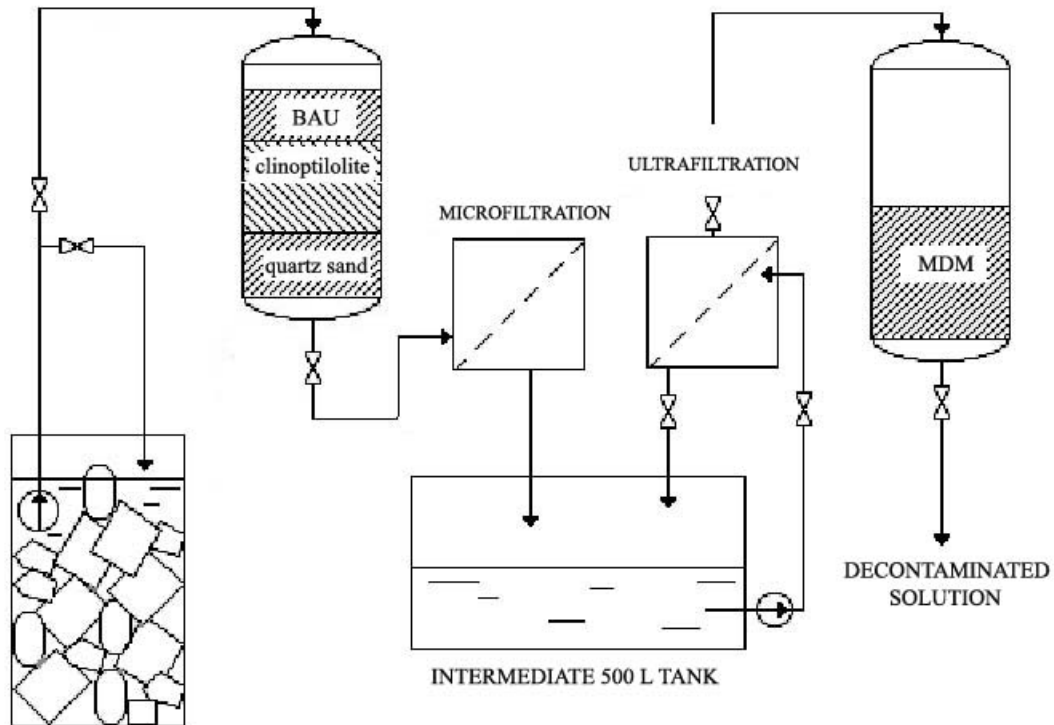 BAU
clinoptilolite
quartz sand
MICROFILTRATION
ULTRAFILTRATION
MDM
DECONTAMINATED
SOLUTION
INTERMEDIATE 500 L TANK